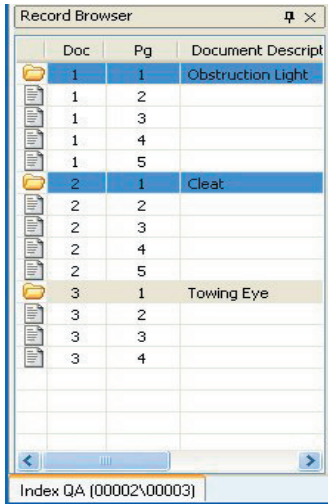 Record Browser
Doc Pg Document Descript
1 1 Obstruction Light
1 2
1 3
1 4
1 5
2 1 Cleat
2 2
2 3
2 4
2 5
3 1 Towing Eye
3 2
3 3
3 4
Index QA (00002\00003)